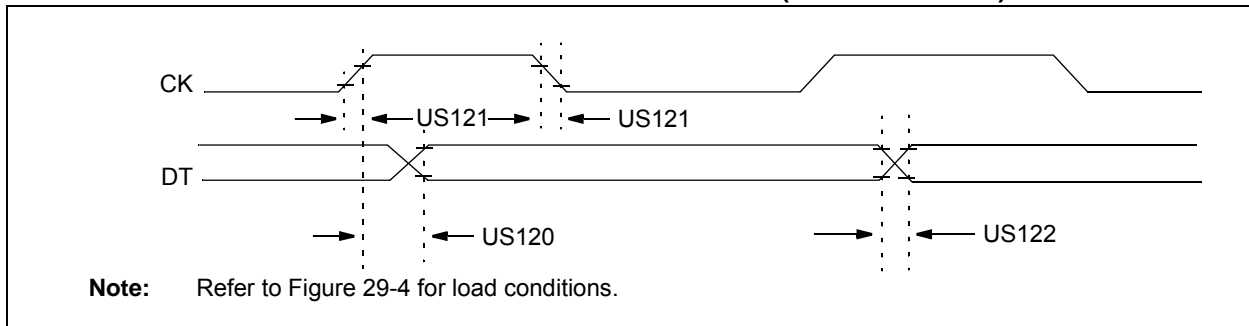 (
)
CK
US121
US121
DT
US120
US122
Note: Refer to Figure 29-4 for load conditions.